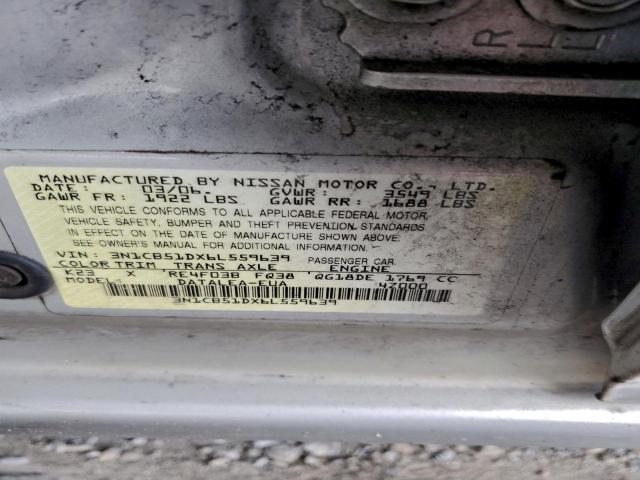 R L
MANUFACTURED BY NISSAN MOTOR CO., LTD.
DATE: 03/06 GVWR: 3549 LBS
GAWR FR: 1922 LBS GAWR RR: 1688 LBS
THIS VEHICLE CONFORMS TO ALL APPLICABLE FEDERAL MOTOR
VEHICLE SAFETY, BUMPER, AND THEFT PREVENTION STANDARDS
IN EFFECT ON THE DATE OF MANUFACTURE SHOWN ABOVE.
SEE OWNER'S MANUAL FOR ADDITIONAL INFORMATION.
VIN: 3N1CB51DX6L559639 PASSENGER CAR.
COLOR TRIM TRANS AXLE ENGINE
K23 X RE4F03B FQ38 QG18DE 1769 CC
MODEL: DATALEA-EUA 47000
3N1CB51DX6L559639